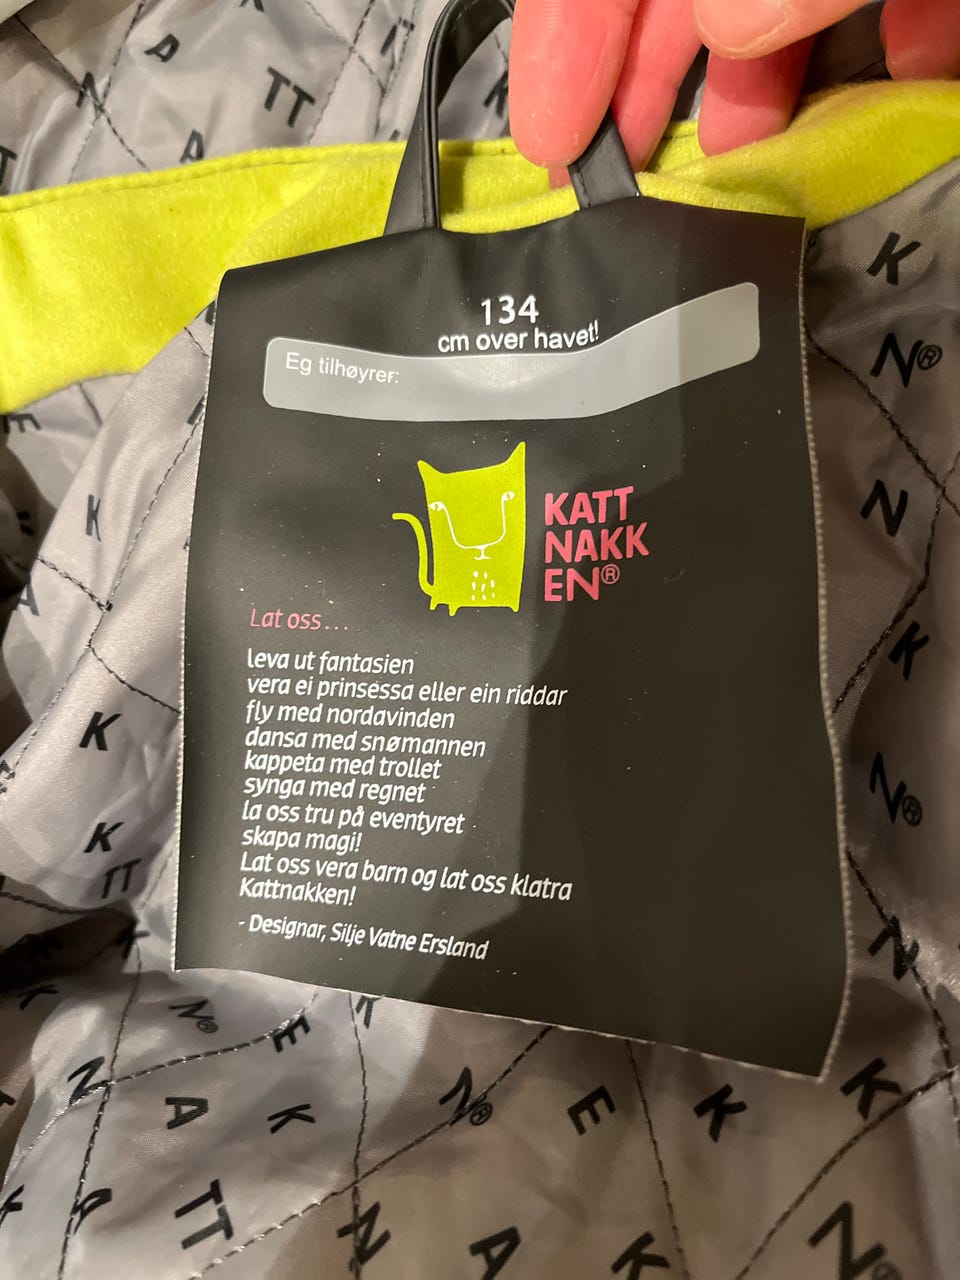 134
cm over havet!
Eg tilhøyrer:
KATT
NAKK
EN®
Lat oss...
leva ut fantasien
vera ei prinsessa eller ein riddar
fly med nordavinden
dansa med snømannen
kappeta med trollet
synga med regnet
la oss tru på eventyret
skapa magi!
Lat oss vera barn og lat oss klatra
Kattnakken!
- Designar, Silje Vatne Ersland